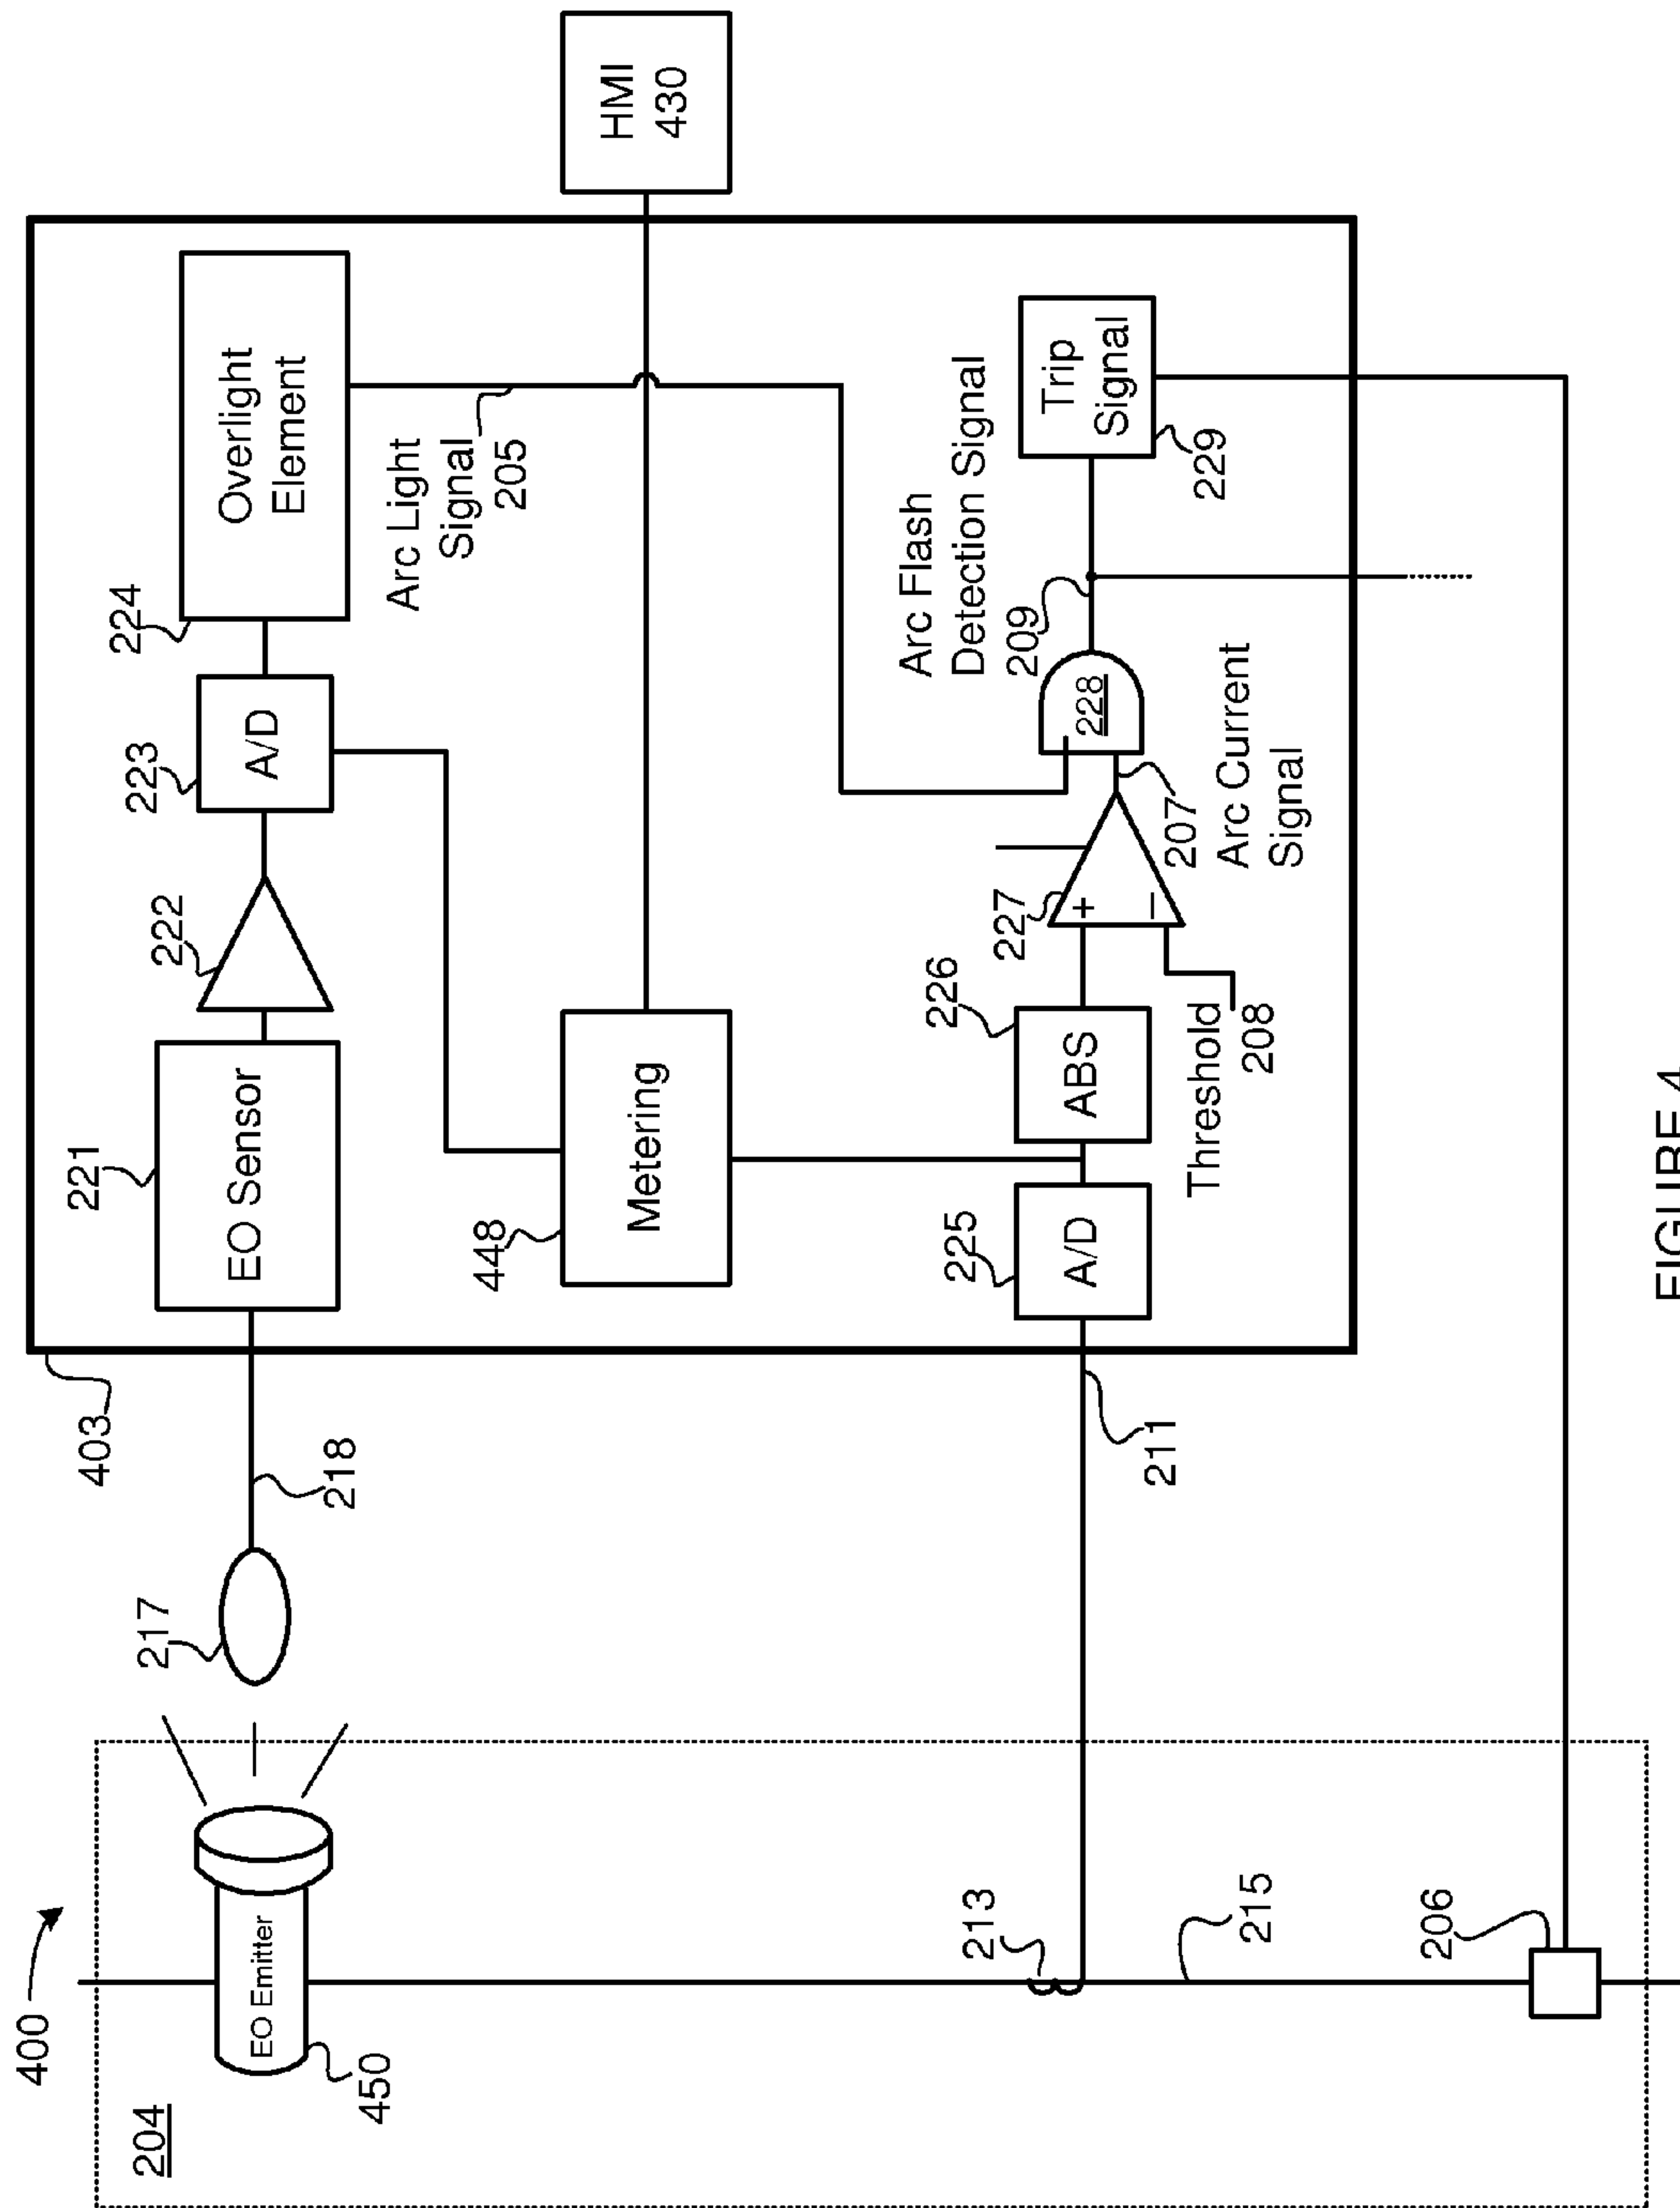 400
204
EO Emitter
450
217
218
403
221
EO Sensor
222
223
A/D
224
Overlight
Element
Arc Light
Signal
205
448
Metering
HMI
430
213
215
206
211
225
A/D
226
ABS
Threshold
208
227
+
−
207
Arc Current
Signal
228
Arc Flash
Detection Signal
209
Trip
Signal
229
FIGURE 4